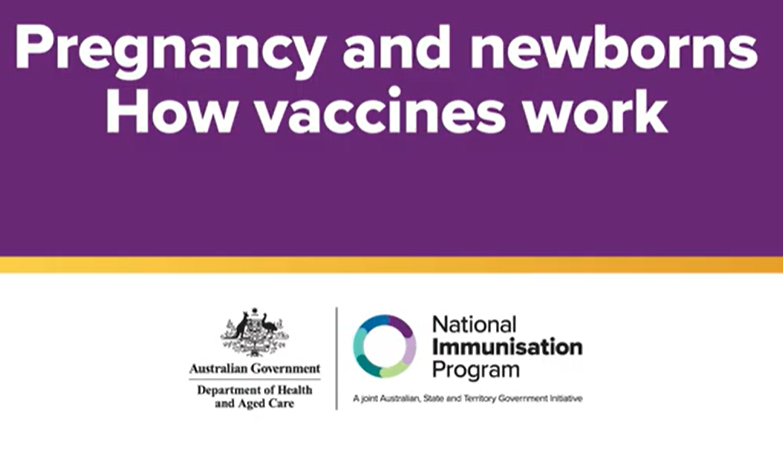 Pregnancy and newborns
How vaccines work
Australian Government
Department of Health
and Aged Care
National
Immunisation
Program
A joint Australian, State and Territory Government Initiative